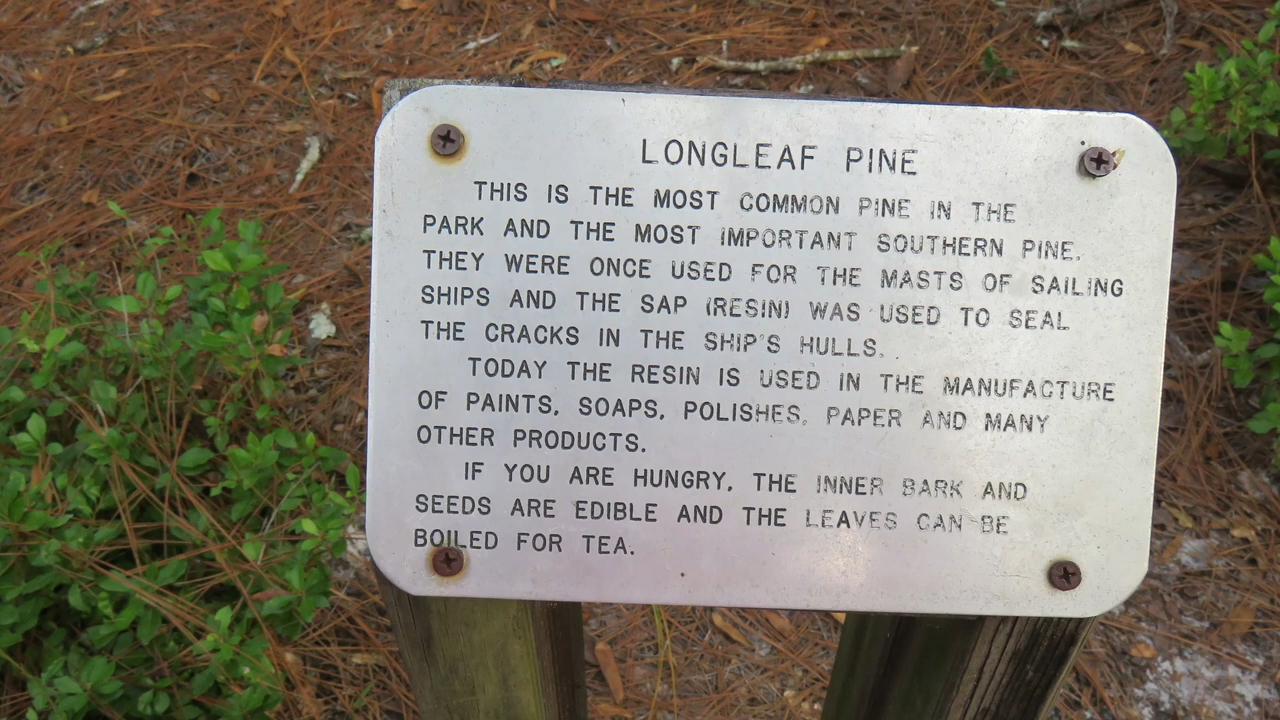 LONGLEAF PINE
THIS IS THE MOST COMMON PINE IN THE
PARK AND THE MOST IMPORTANT SOUTHERN PINE.
THEY WERE ONCE USED FOR THE MASTS OF SAILING
SHIPS AND THE SAP (RESIN) WAS USED TO SEAL
THE CRACKS IN THE SHIP'S HULLS.
TODAY THE RESIN IS USED IN THE MANUFACTURE
OF PAINTS, SOAPS, POLISHES, PAPER AND MANY
OTHER PRODUCTS.
IF YOU ARE HUNGRY, THE INNER BARK AND
SEEDS ARE EDIBLE AND THE LEAVES CAN BE
BOILED FOR TEA.